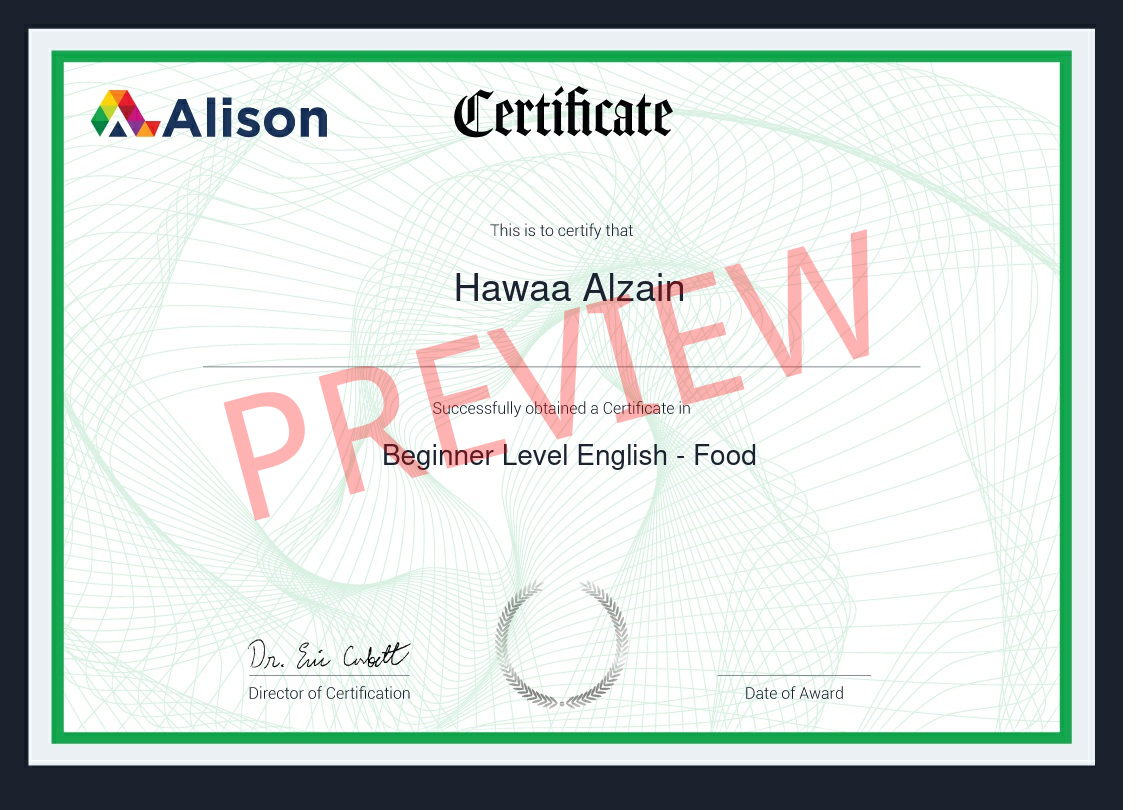 Alison
Certificate
This is to certify that
Hawaa Alzain
PREVIEW
Successfully obtained a Certificate in
Beginner Level English - Food
Dr. Eric Corbett
Director of Certification
Date of Award